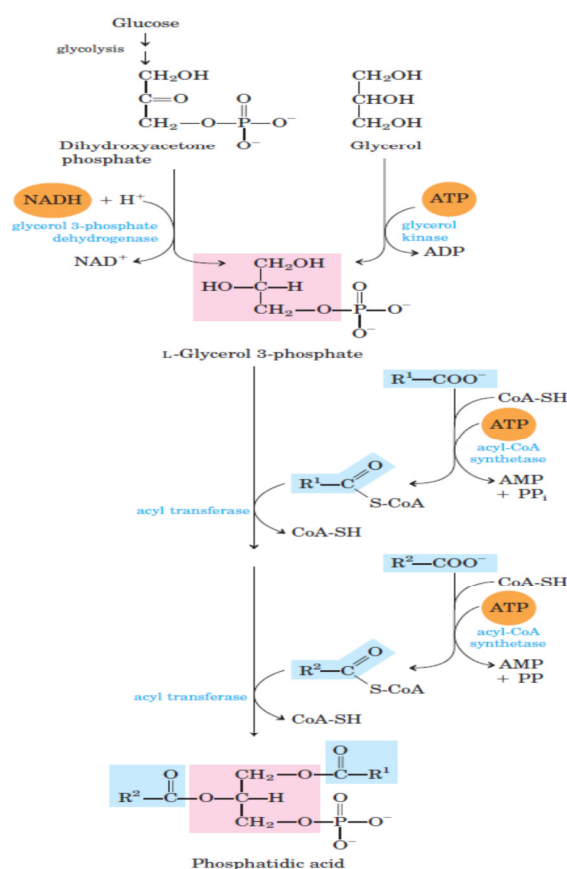 Glucose
glycolysis
CH₂OH CH₂OH
C=O O CHOH
CH₂—O—P—O⁻ CH₂OH
O⁻
Dihydroxyacetone Glycerol
phosphate
NADH + H⁺ ATP
glycerol 3-phosphate glycerol
dehydrogenase kinase
NAD⁺ ADP
CH₂OH
HO—C—H O
CH₂—O—P—O⁻
O⁻
L-Glycerol 3-phosphate
R¹—COO⁻
CoA-SH
ATP
acyl-CoA
synthetase
O
R¹—C AMP
S-CoA + PPᵢ
acyl transferase
CoA-SH
R²—COO⁻
CoA-SH
ATP
acyl-CoA
synthetase
O
R²—C AMP
S-CoA + PP
acyl transferase
CoA-SH
O
O CH₂—O—C—R¹
R²—C—O—C—H O
CH₂—O—P—O⁻
O⁻
Phosphatidic acid